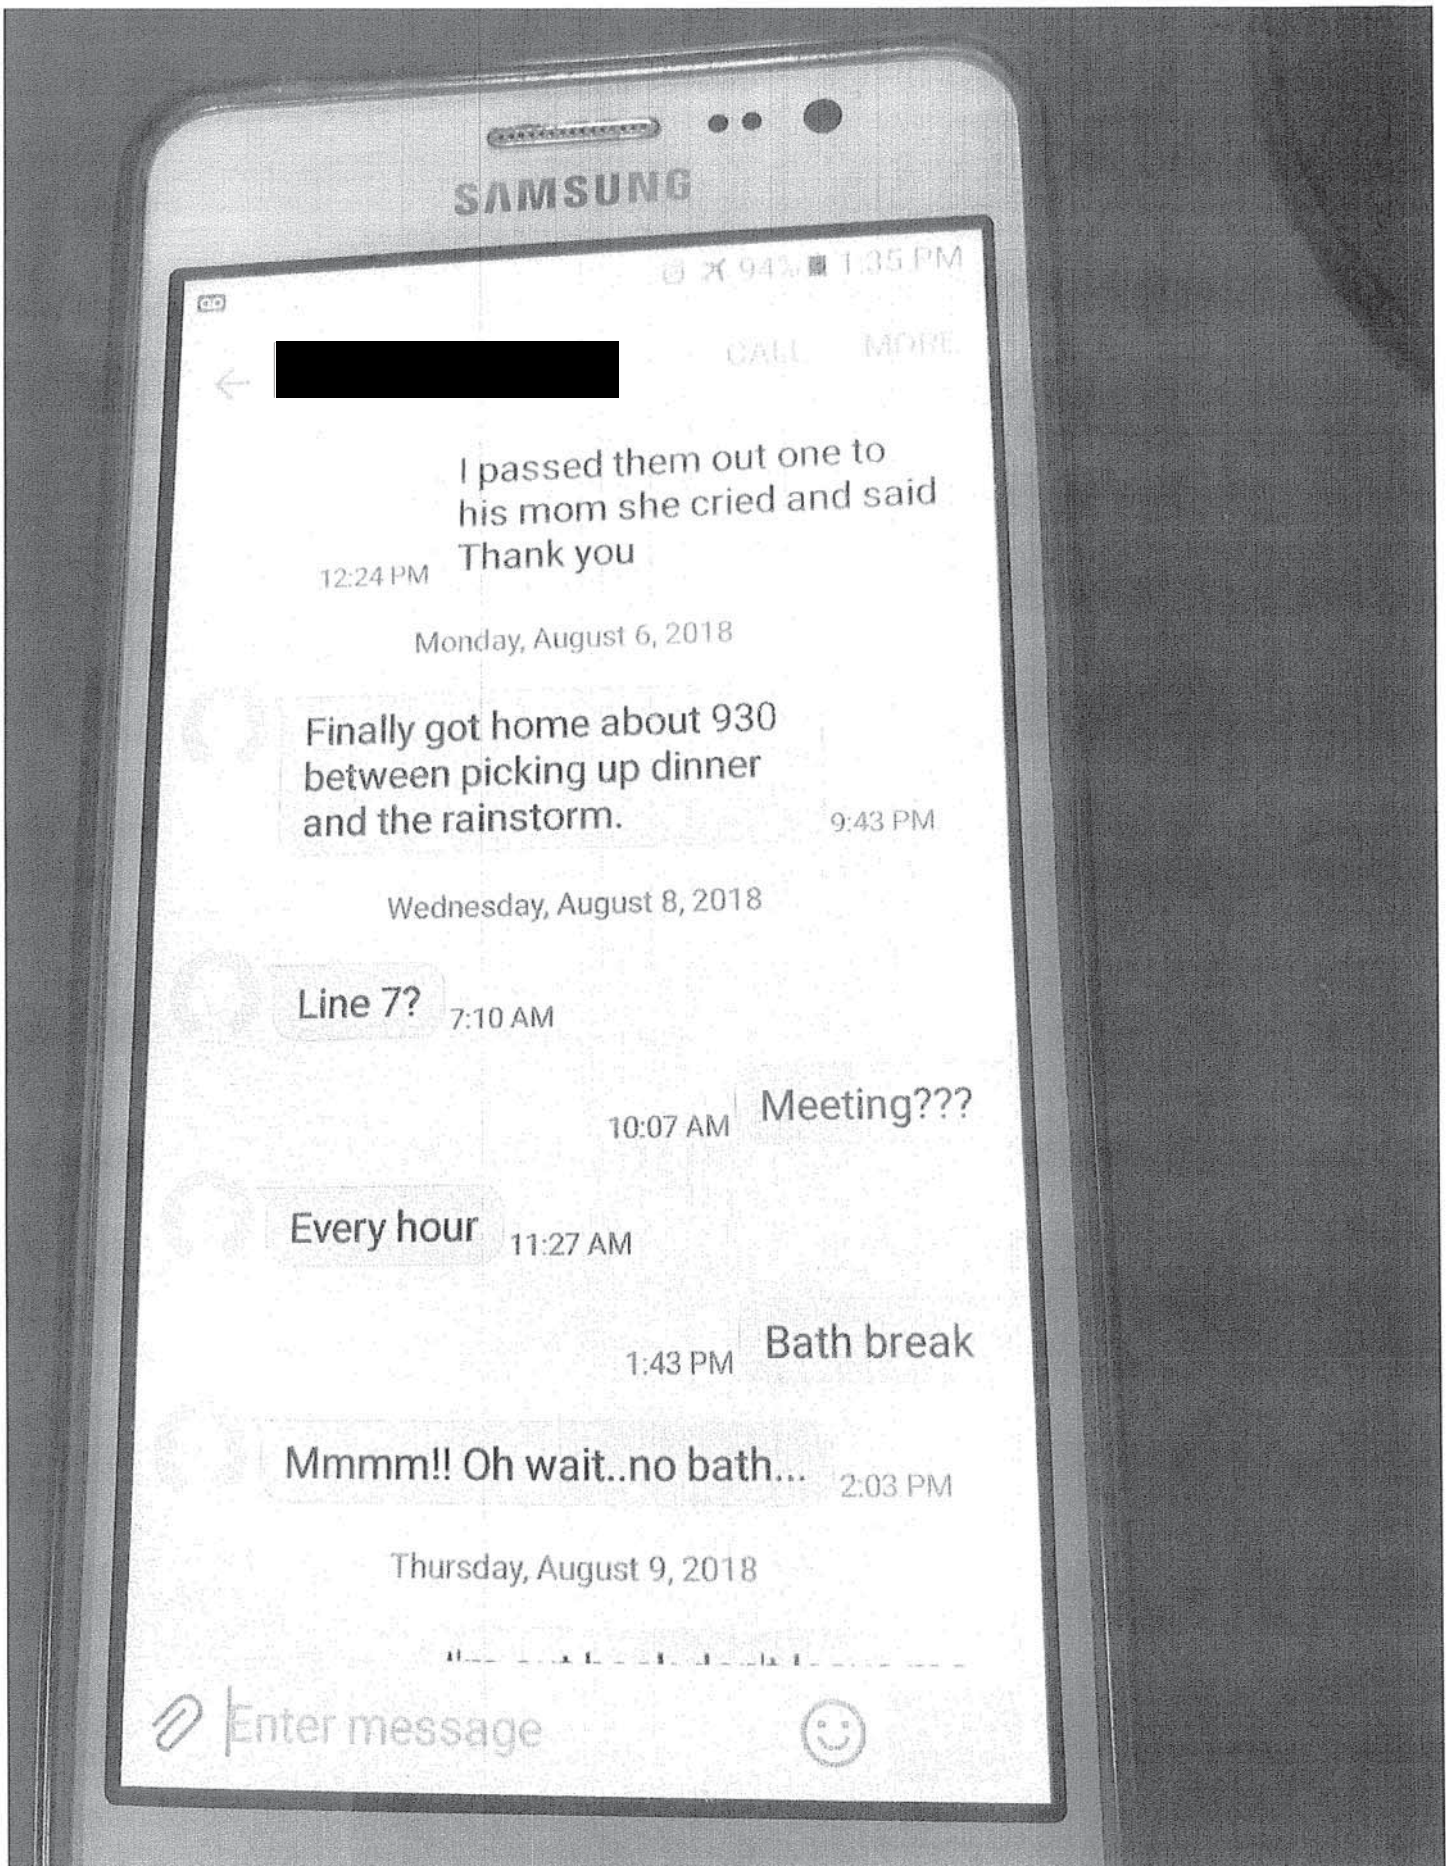 SAMSUNG
94% 1:35 PM
CALL MORE
I passed them out one to
his mom she cried and said
Thank you
12:24 PM
Monday, August 6, 2018
Finally got home about 930
between picking up dinner
and the rainstorm.
9:43 PM
Wednesday, August 8, 2018
Line 7? 7:10 AM
10:07 AM Meeting???
Every hour 11:27 AM
1:43 PM Bath break
Mmmm!! Oh wait..no bath... 2:03 PM
Thursday, August 9, 2018
Enter message